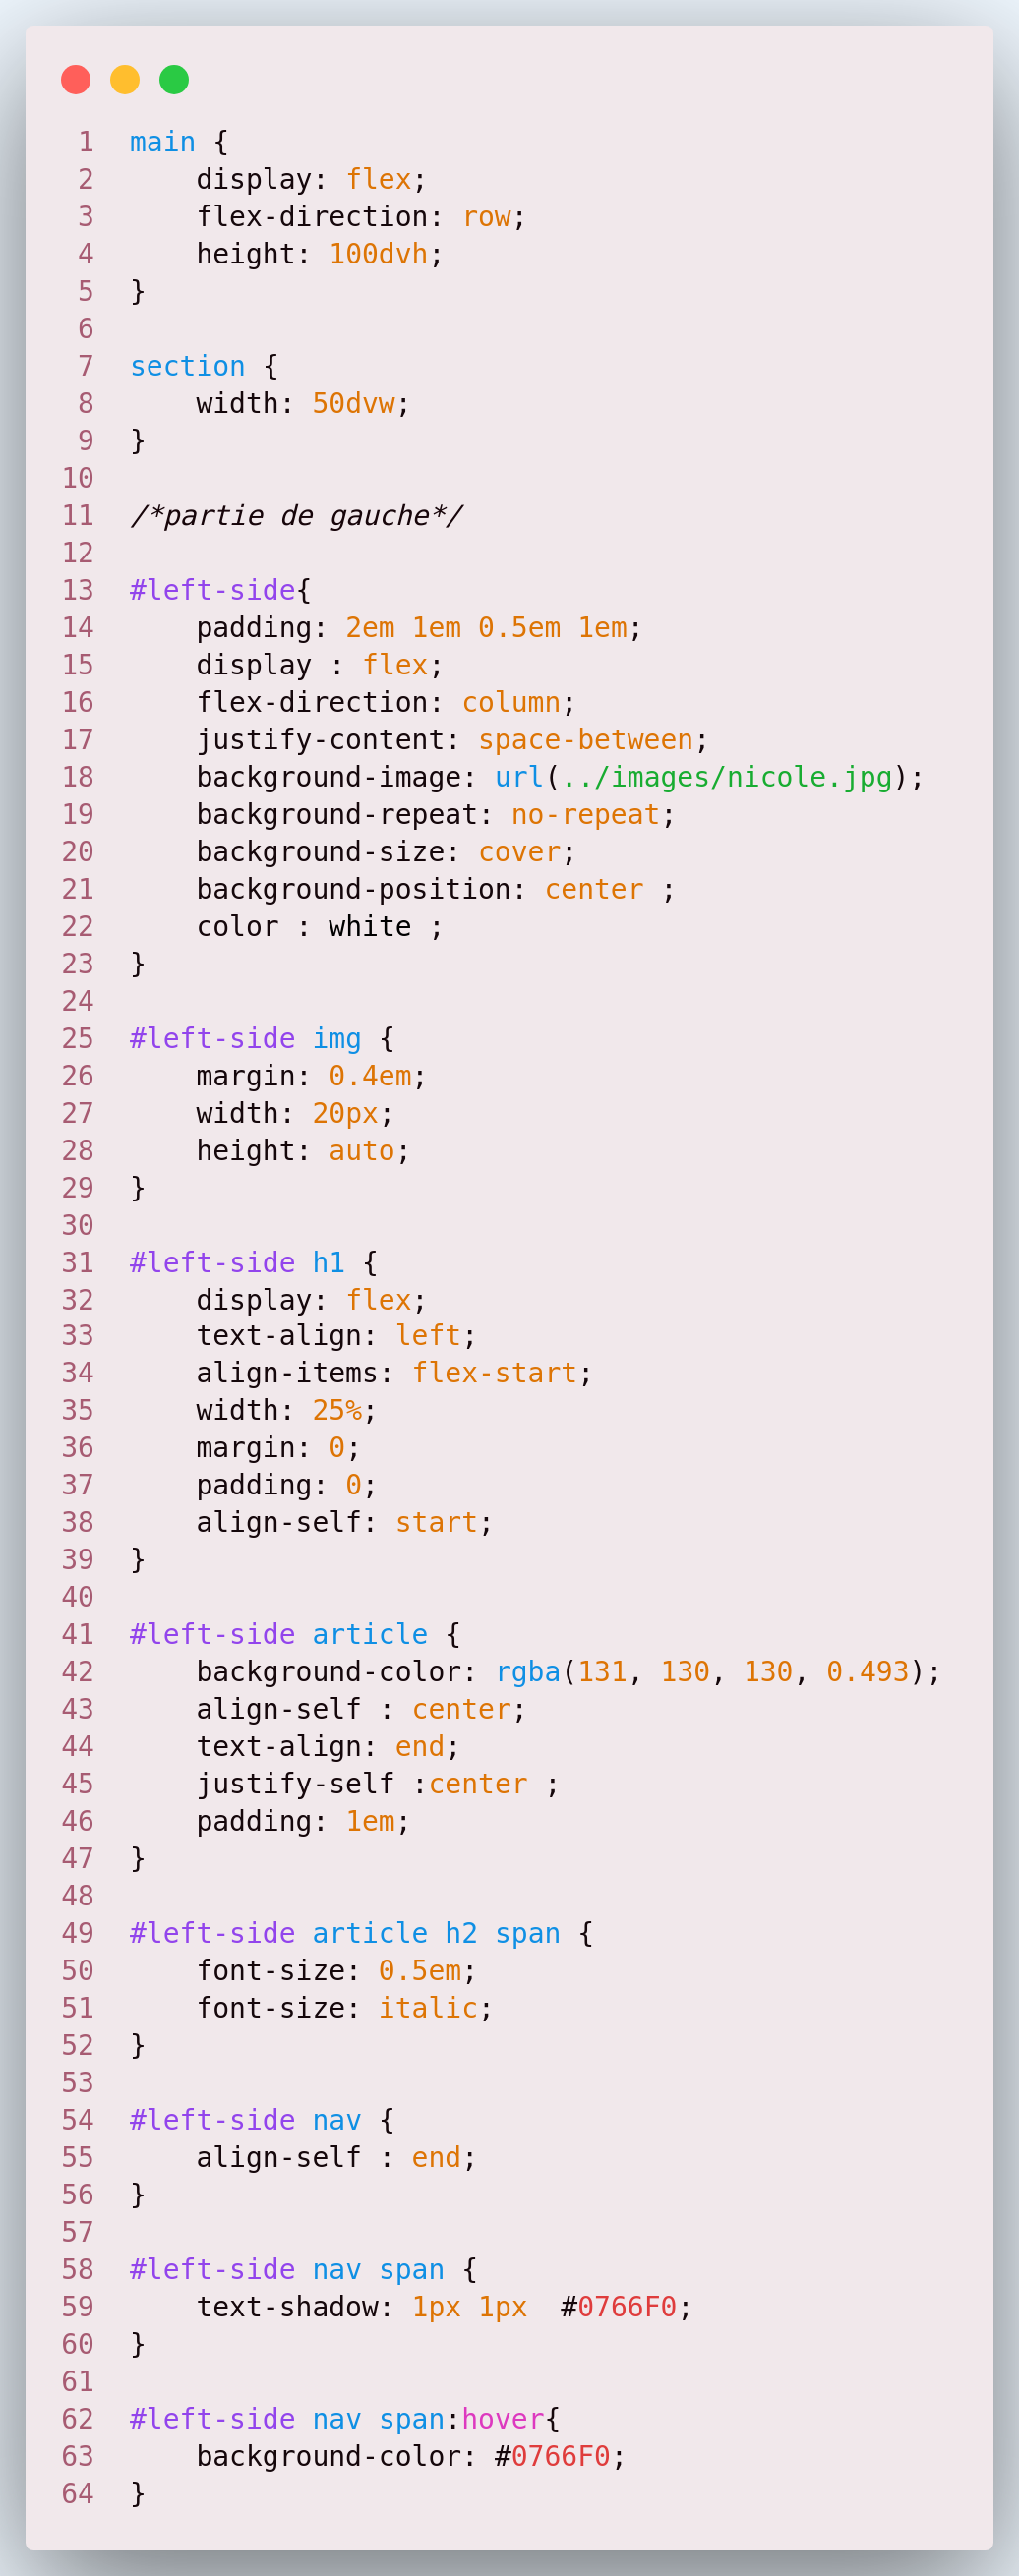 1 main {
2     display: flex;
3     flex-direction: row;
4     height: 100dvh;
5 }
6
7 section {
8     width: 50dvw;
9 }
10
11 /*partie de gauche*/
12
13 #left-side{
14     padding: 2em 1em 0.5em 1em;
15     display : flex;
16     flex-direction: column;
17     justify-content: space-between;
18     background-image: url(../images/nicole.jpg);
19     background-repeat: no-repeat;
20     background-size: cover;
21     background-position: center ;
22     color : white ;
23 }
24
25 #left-side img {
26     margin: 0.4em;
27     width: 20px;
28     height: auto;
29 }
30
31 #left-side h1 {
32     display: flex;
33     text-align: left;
34     align-items: flex-start;
35     width: 25%;
36     margin: 0;
37     padding: 0;
38     align-self: start;
39 }
40
41 #left-side article {
42     background-color: rgba(131, 130, 130, 0.493);
43     align-self : center;
44     text-align: end;
45     justify-self :center ;
46     padding: 1em;
47 }
48
49 #left-side article h2 span {
50     font-size: 0.5em;
51     font-size: italic;
52 }
53
54 #left-side nav {
55     align-self : end;
56 }
57
58 #left-side nav span {
59     text-shadow: 1px 1px  #0766F0;
60 }
61
62 #left-side nav span:hover{
63     background-color: #0766F0;
64 }